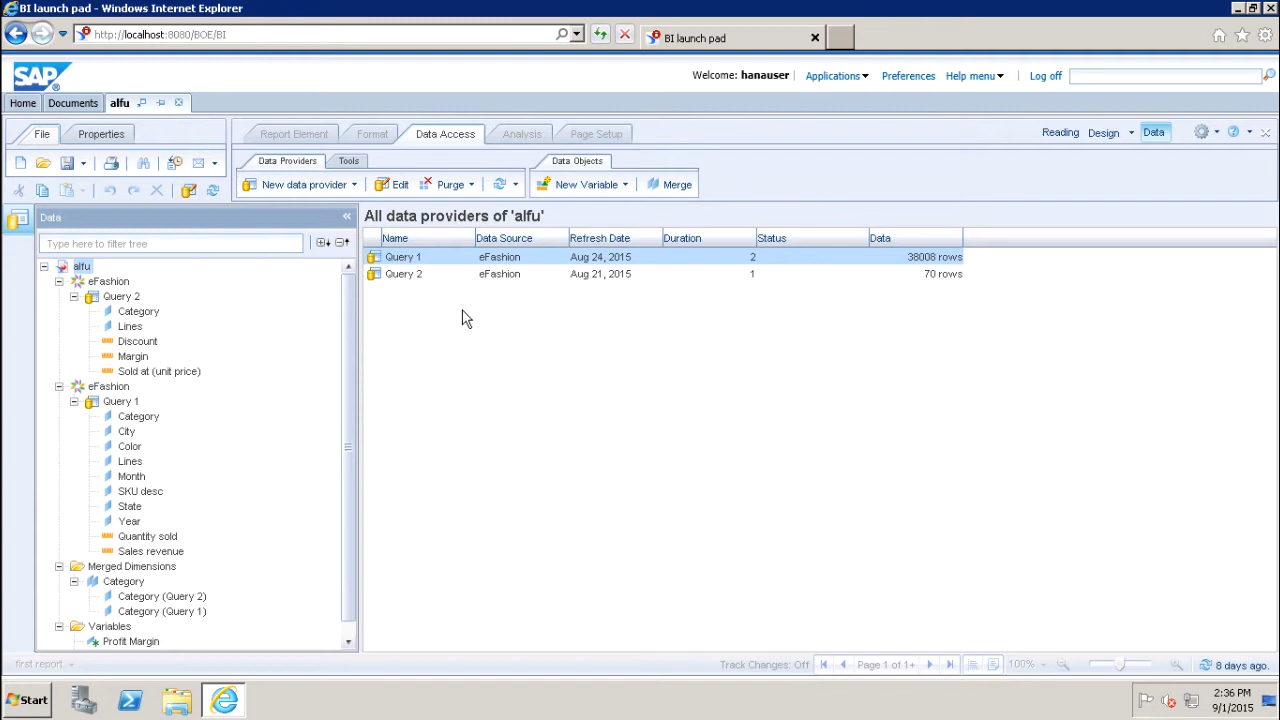 BI launch pad - Windows Internet Explorer
http://localhost:8080/BOE/BI
BI launch pad
SAP
Welcome: hanauser
Applications
Preferences
Help menu
Log off
Home
Documents
alfu
File
Properties
Report Element
Format
Data Access
Analysis
Page Setup
Reading
Design
Data
Data Providers
Tools
Data Objects
New data provider
Edit
Purge
New Variable
Merge
Data
Type here to filter tree
alfu
eFashion
Query 2
Category
Lines
Discount
Margin
Sold at (unit price)
eFashion
Query 1
Category
City
Color
Lines
Month
SKU desc
State
Year
Quantity sold
Sales revenue
Merged Dimensions
Category
Category (Query 2)
Category (Query 1)
Variables
Profit Margin
All data providers of 'alfu'
Name Data Source Refresh Date Duration Status Data
Query 1 eFashion Aug 24, 2015 2 38008 rows
Query 2 eFashion Aug 21, 2015 1 70 rows
first report
Track Changes: Off
Page 1 of 1+
100%
8 days ago.
Start
2:36 PM
9/1/2015